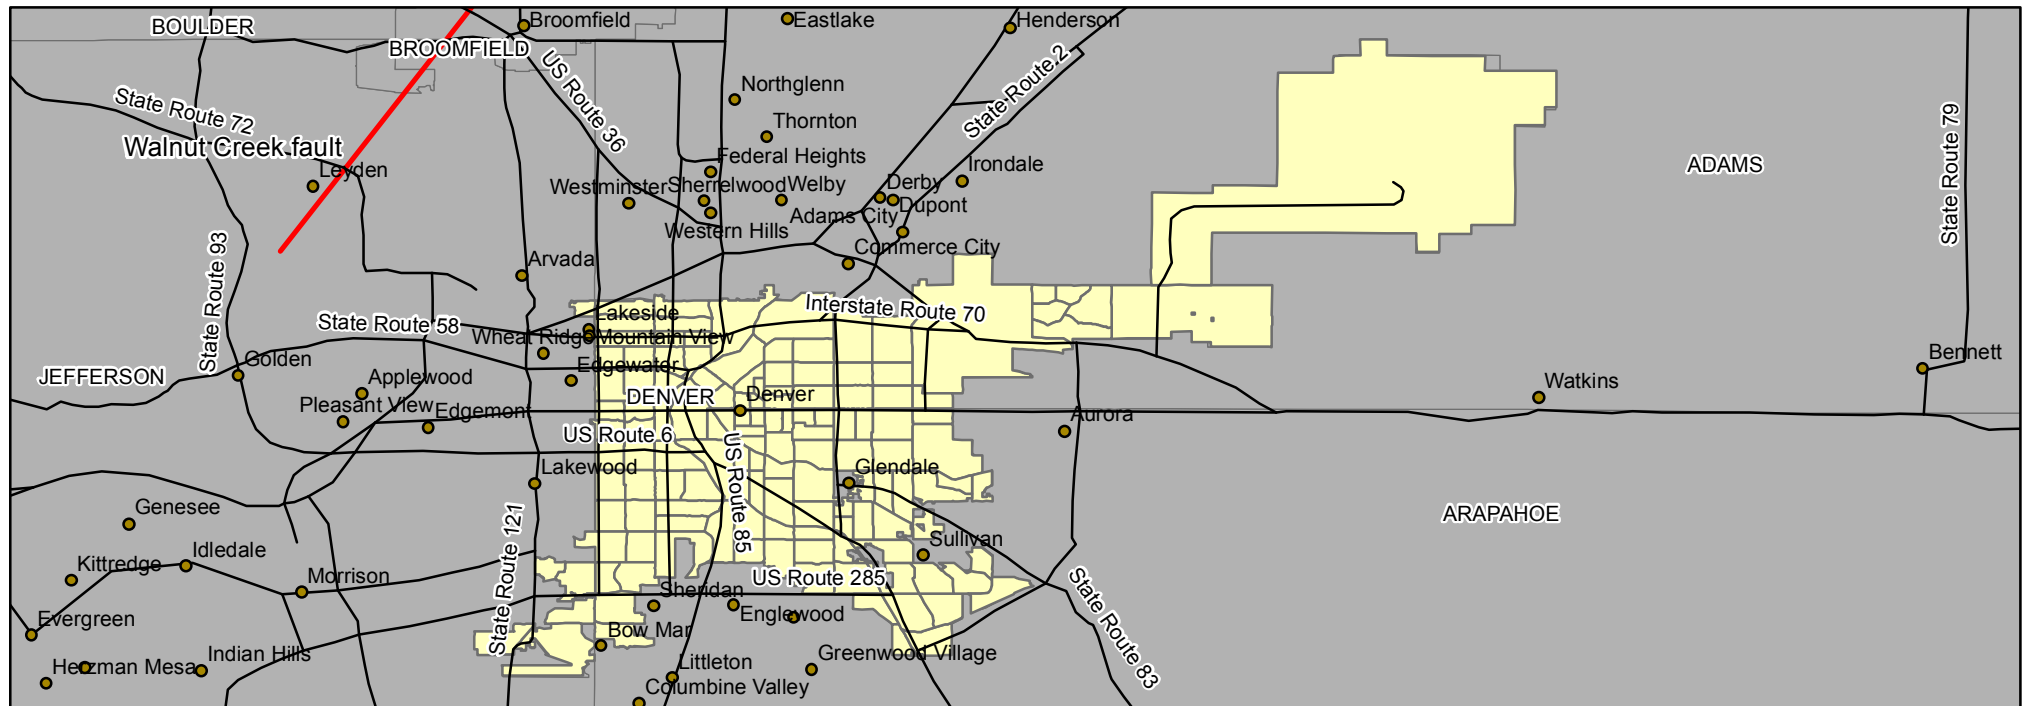 Broomfield
Eastlake
Henderson
BOULDER
BROOMFIELD
US Route 36
State Route 2
Northglenn
State Route 72
Thornton
State Route 79
Walnut Creek fault
Federal Heights
Irondale
ADAMS
Leyden
Westminster
Sherrelwood
Welby
Derby
Dupont
Adams City
Western Hills
Commerce City
Arvada
State Route 93
Interstate Route 70
Lakeside
State Route 58
Wheat Ridge
Mountain View
Golden
Edgewater
Bennett
JEFFERSON
Applewood
Watkins
DENVER
Denver
Pleasant View
Edgemont
Aurora
US Route 6
US Route 85
Lakewood
Glendale
Genesee
ARAPAHOE
State Route 121
Idledale
Sullivan
Kittredge
Morrison
US Route 285
Sheridan
Englewood
State Route 83
Evergreen
Bow Mar
Indian Hills
Greenwood Village
Herzman Mesa
Littleton
Columbine Valley